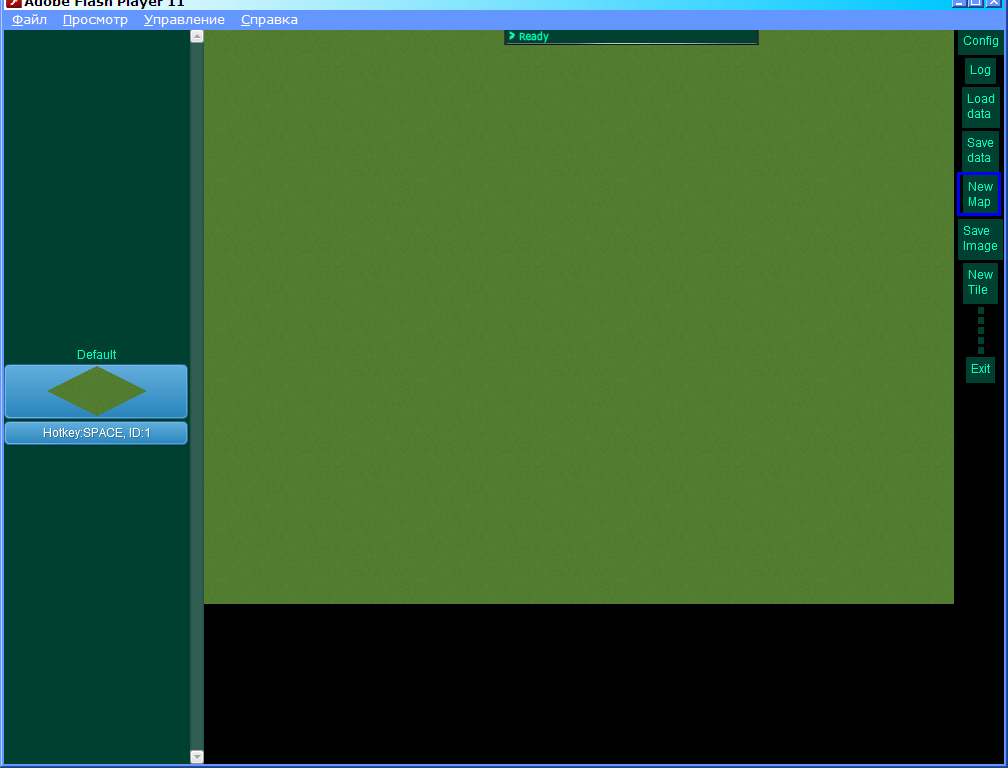 Adobe Flash Player 11
Файл Просмотр Управление Справка
Ready
Config
Log
Load
data
Save
data
New
Map
Save
Image
New
Tile
Exit
Default
Hotkey:SPACE, ID:1